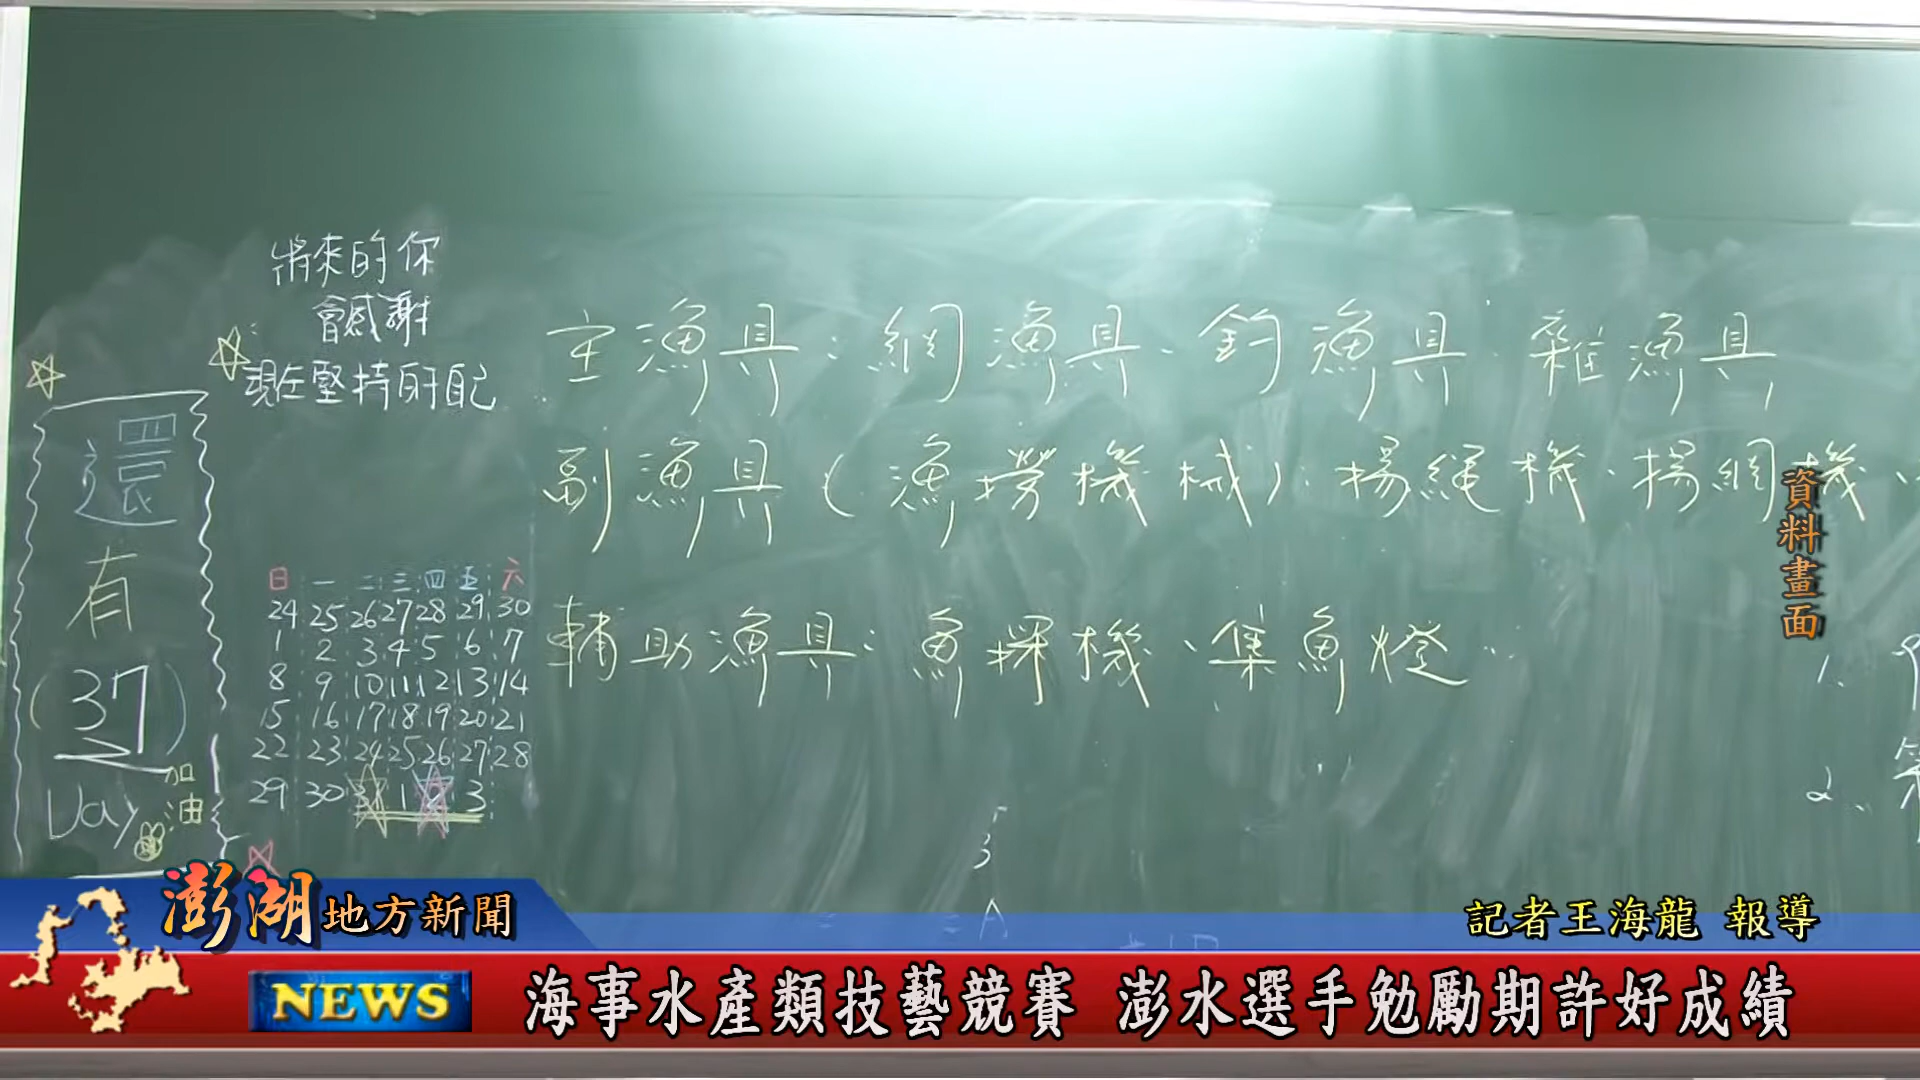 將來的你
會感謝
現在堅持的自己
還
有
(37)
Day
加
油
日 一 二 三 四 五 六
24 25 26 27 28 29 30
1 2 3 4 5 6 7
8 9 10 11 12 13 14
15 16 17 18 19 20 21
22 23 24 25 26 27 28
29 30 31 1 2 3
主漁具:網漁具、釣漁具、雜漁具
副漁具(漁撈機械):揚繩機、揚網機、
輔助漁具:魚探機、集魚燈
1.
2.
3
A
資料畫面
澎湖地方新聞
記者王海龍 報導
NEWS
海事水產類技藝競賽 澎水選手勉勵期許好成績